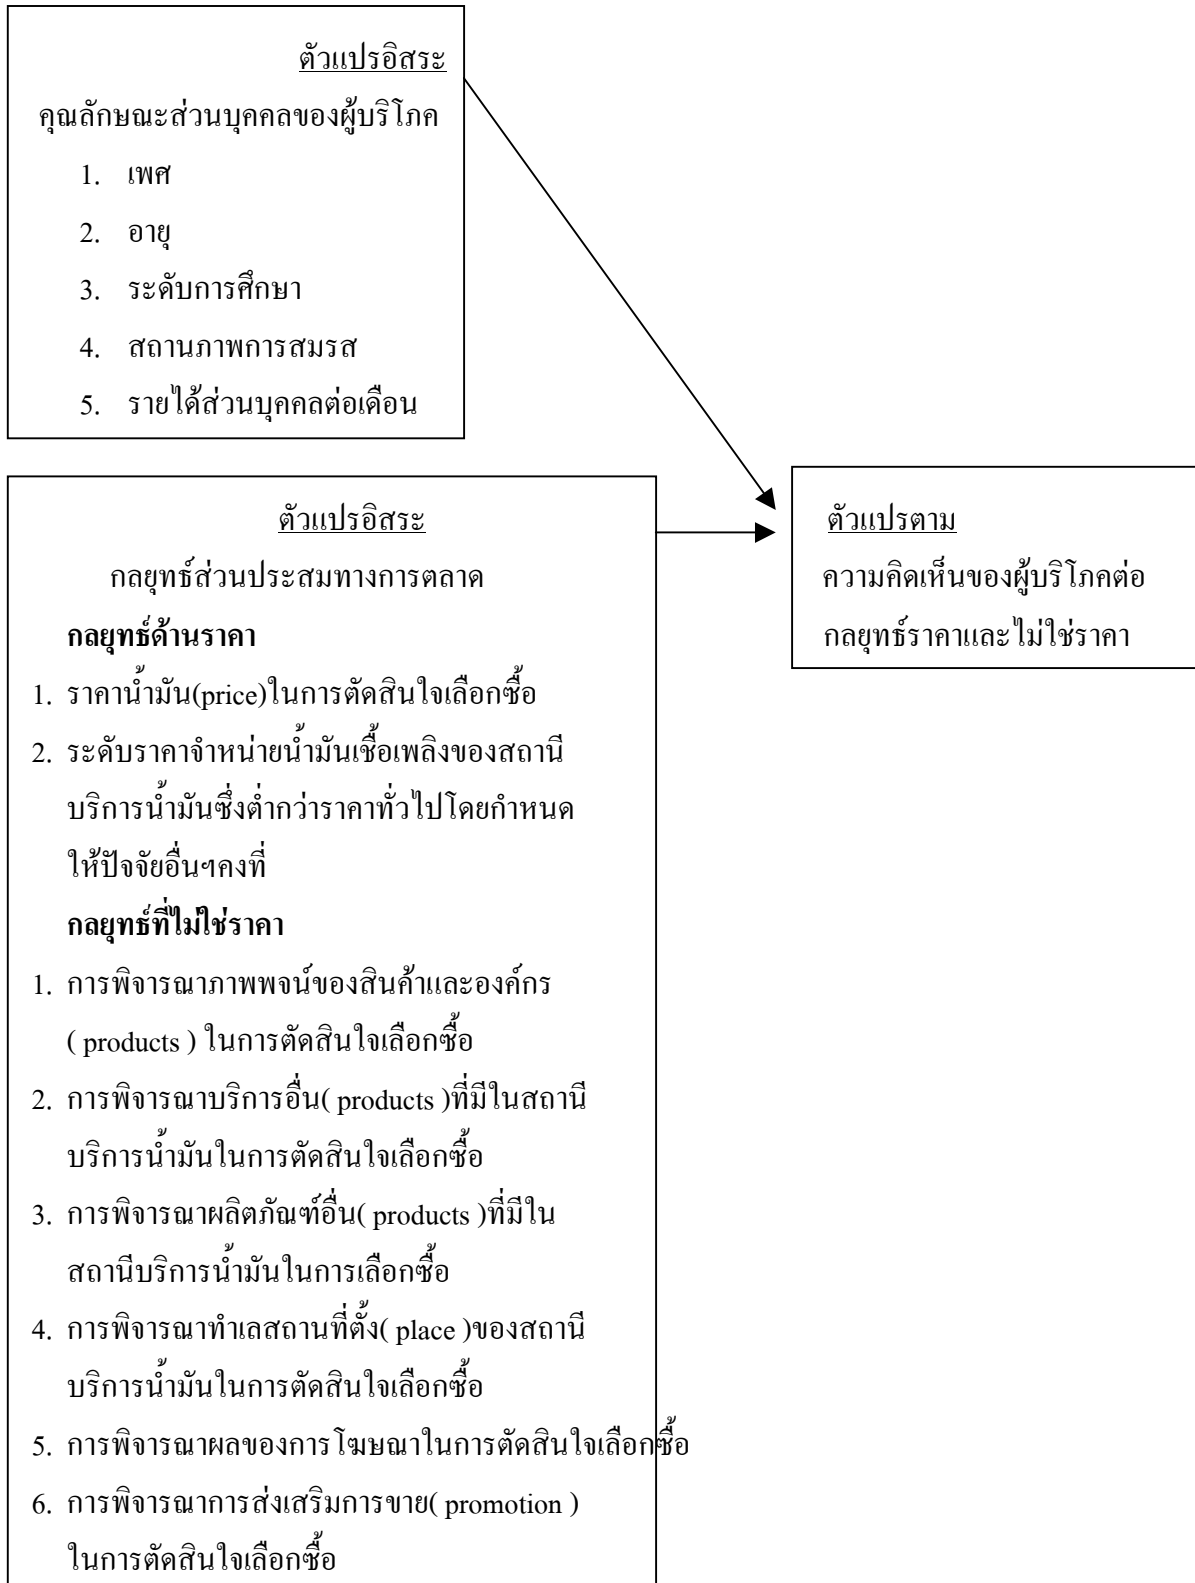 ตัวแปรอิสระ
คุณลักษณะส่วนบุคคลของผู้บริโภค
1. เพศ
2. อายุ
3. ระดับการศึกษา
4. สถานภาพการสมรส
5. รายได้ส่วนบุคคลต่อเดือน
ตัวแปรอิสระ
กลยุทธ์ส่วนประสมทางการตลาด
กลยุทธ์ด้านราคา
1. ราคาน้ำมัน(price)ในการตัดสินใจเลือกซื้อ
2. ระดับราคาจำหน่ายน้ำมันเชื้อเพลิงของสถานี
บริการน้ำมันซึ่งต่ำกว่าราคาทั่วไปโดยกำหนด
ให้ปัจจัยอื่นๆคงที่
กลยุทธ์ที่ไม่ใช่ราคา
1. การพิจารณาภาพพจน์ของสินค้าและองค์กร
( products ) ในการตัดสินใจเลือกซื้อ
2. การพิจารณาบริการอื่น( products )ที่มีในสถานี
บริการน้ำมันในการตัดสินใจเลือกซื้อ
3. การพิจารณาผลิตภัณฑ์อื่น( products )ที่มีใน
สถานีบริการน้ำมันในการเลือกซื้อ
4. การพิจารณาทำเลสถานที่ตั้ง( place )ของสถานี
บริการน้ำมันในการตัดสินใจเลือกซื้อ
5. การพิจารณาผลของการโฆษณาในการตัดสินใจเลือกซื้อ
6. การพิจารณาการส่งเสริมการขาย( promotion )
ในการตัดสินใจเลือกซื้อ
ตัวแปรตาม
ความคิดเห็นของผู้บริโภคต่อ
กลยุทธ์ราคาและไม่ใช่ราคา